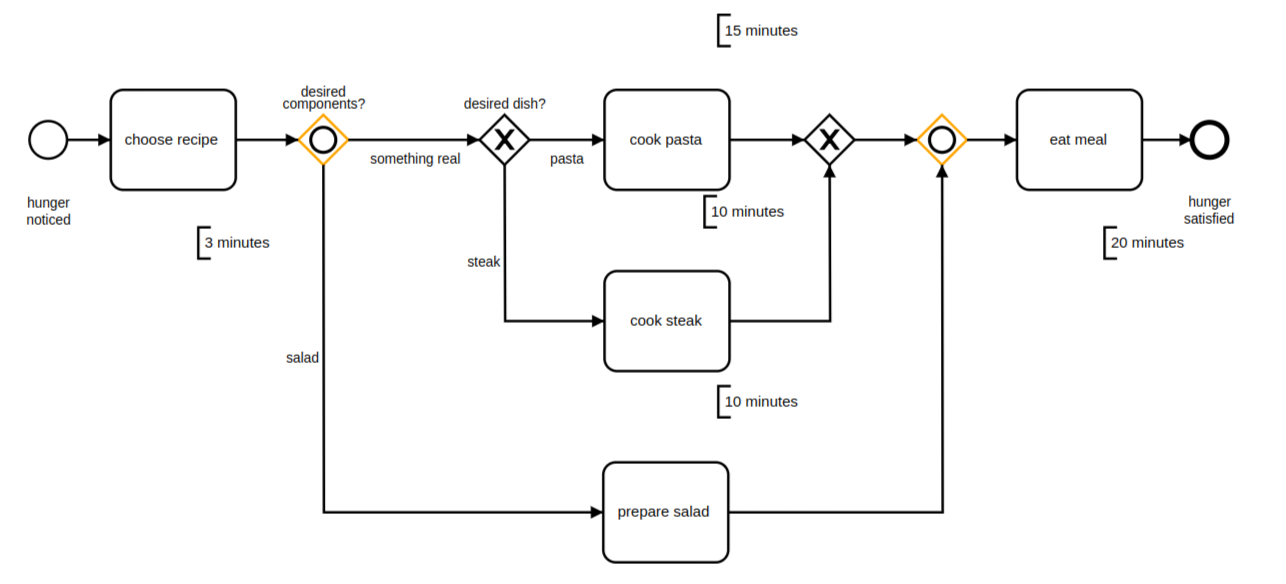 15 minutes
desired
components?
desired dish?
choose recipe
cook pasta
eat meal
something real
pasta
hunger
noticed
10 minutes
hunger
satisfied
3 minutes
20 minutes
steak
cook steak
salad
10 minutes
prepare salad